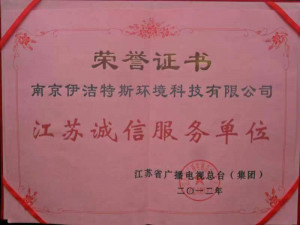 荣誉证书
南京伊洁特斯环境科技有限公司
江苏诚信服务单位
江苏省广播电视总台（集团）
二〇一二年